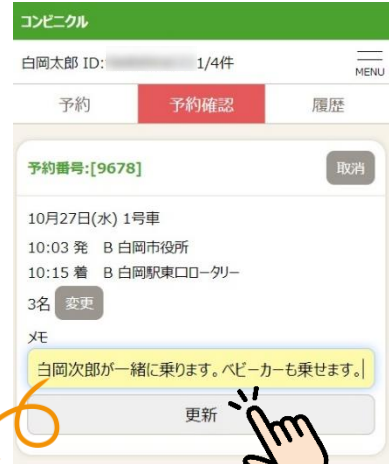 コンビニクル
白岡太郎 ID: 1/4件
MENU
予約 予約確認 履歴
予約番号:[9678] 取消
10月27日(水) 1号車
10:03 発 B 白岡市役所
10:15 着 B 白岡駅東口ロータリー
3名 変更
メモ
白岡次郎が一緒に乗ります。ベビーカーも乗せます。
更新